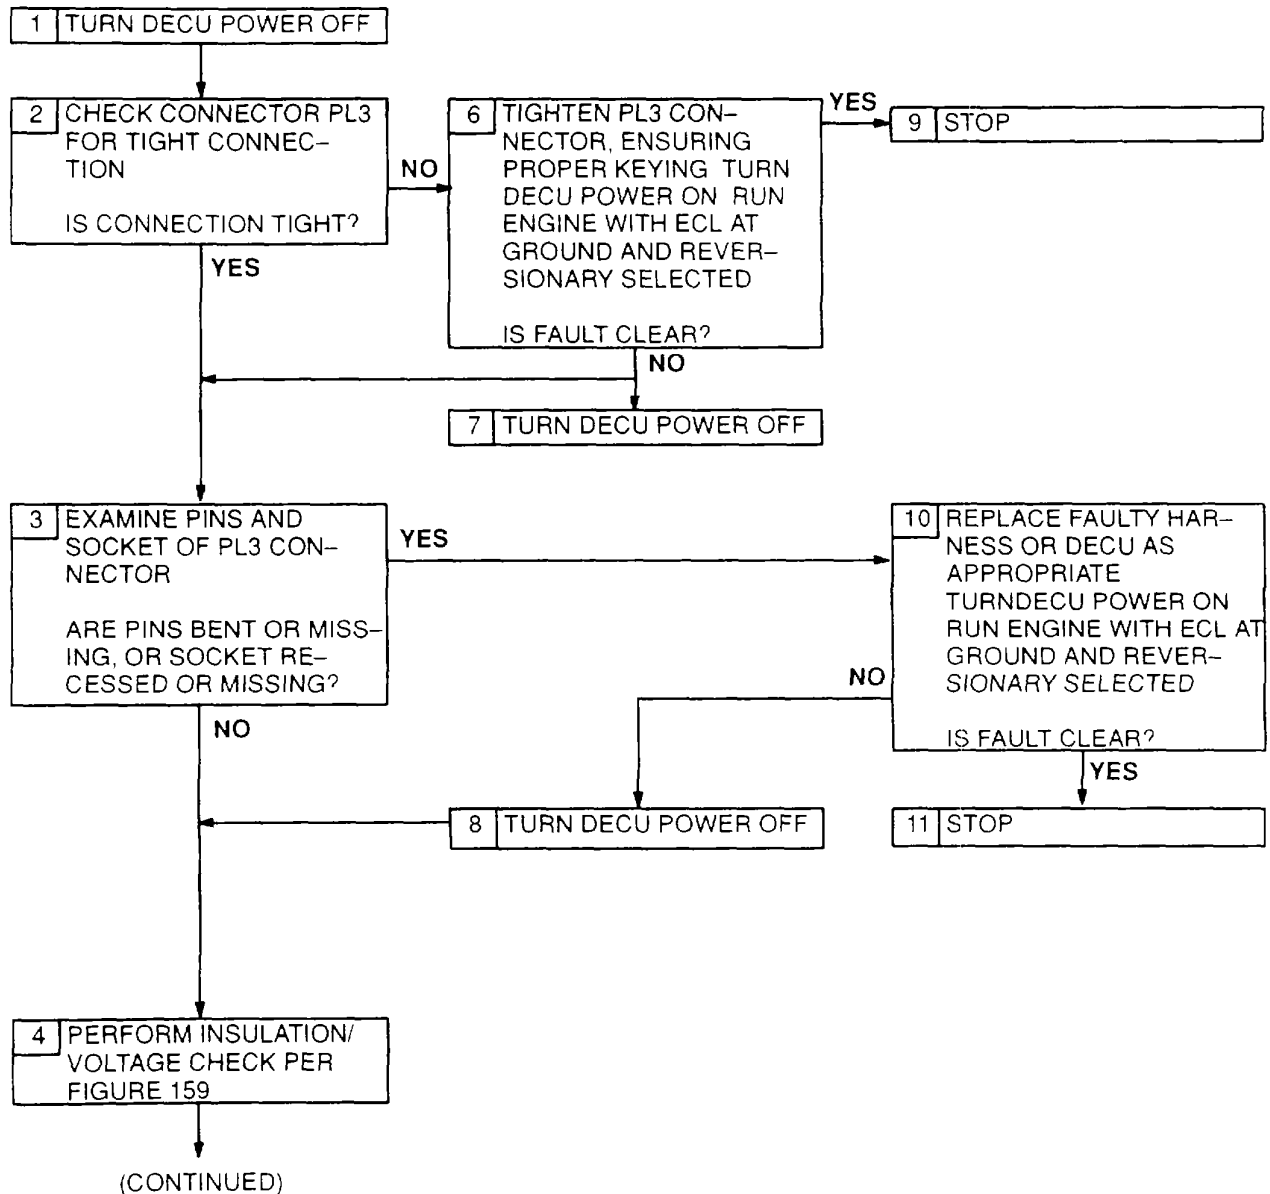 1 TURN DECU POWER OFF
2 CHECK CONNECTOR PL3
FOR TIGHT CONNEC–
TION
IS CONNECTION TIGHT?
NO
YES
6 TIGHTEN PL3 CON–
NECTOR, ENSURING
PROPER KEYING TURN
DECU POWER ON RUN
ENGINE WITH ECL AT
GROUND AND REVER–
SIONARY SELECTED
IS FAULT CLEAR?
YES
9 STOP
NO
7 TURN DECU POWER OFF
3 EXAMINE PINS AND
SOCKET OF PL3 CON–
NECTOR
ARE PINS BENT OR MISS–
ING, OR SOCKET RE–
CESSED OR MISSING?
YES
NO
10 REPLACE FAULTY HAR–
NESS OR DECU AS
APPROPRIATE
TURNDECU POWER ON
RUN ENGINE WITH ECL AT
GROUND AND REVER–
SIONARY SELECTED
IS FAULT CLEAR?
NO
YES
8 TURN DECU POWER OFF
11 STOP
4 PERFORM INSULATION/
VOLTAGE CHECK PER
FIGURE 159
(CONTINUED)